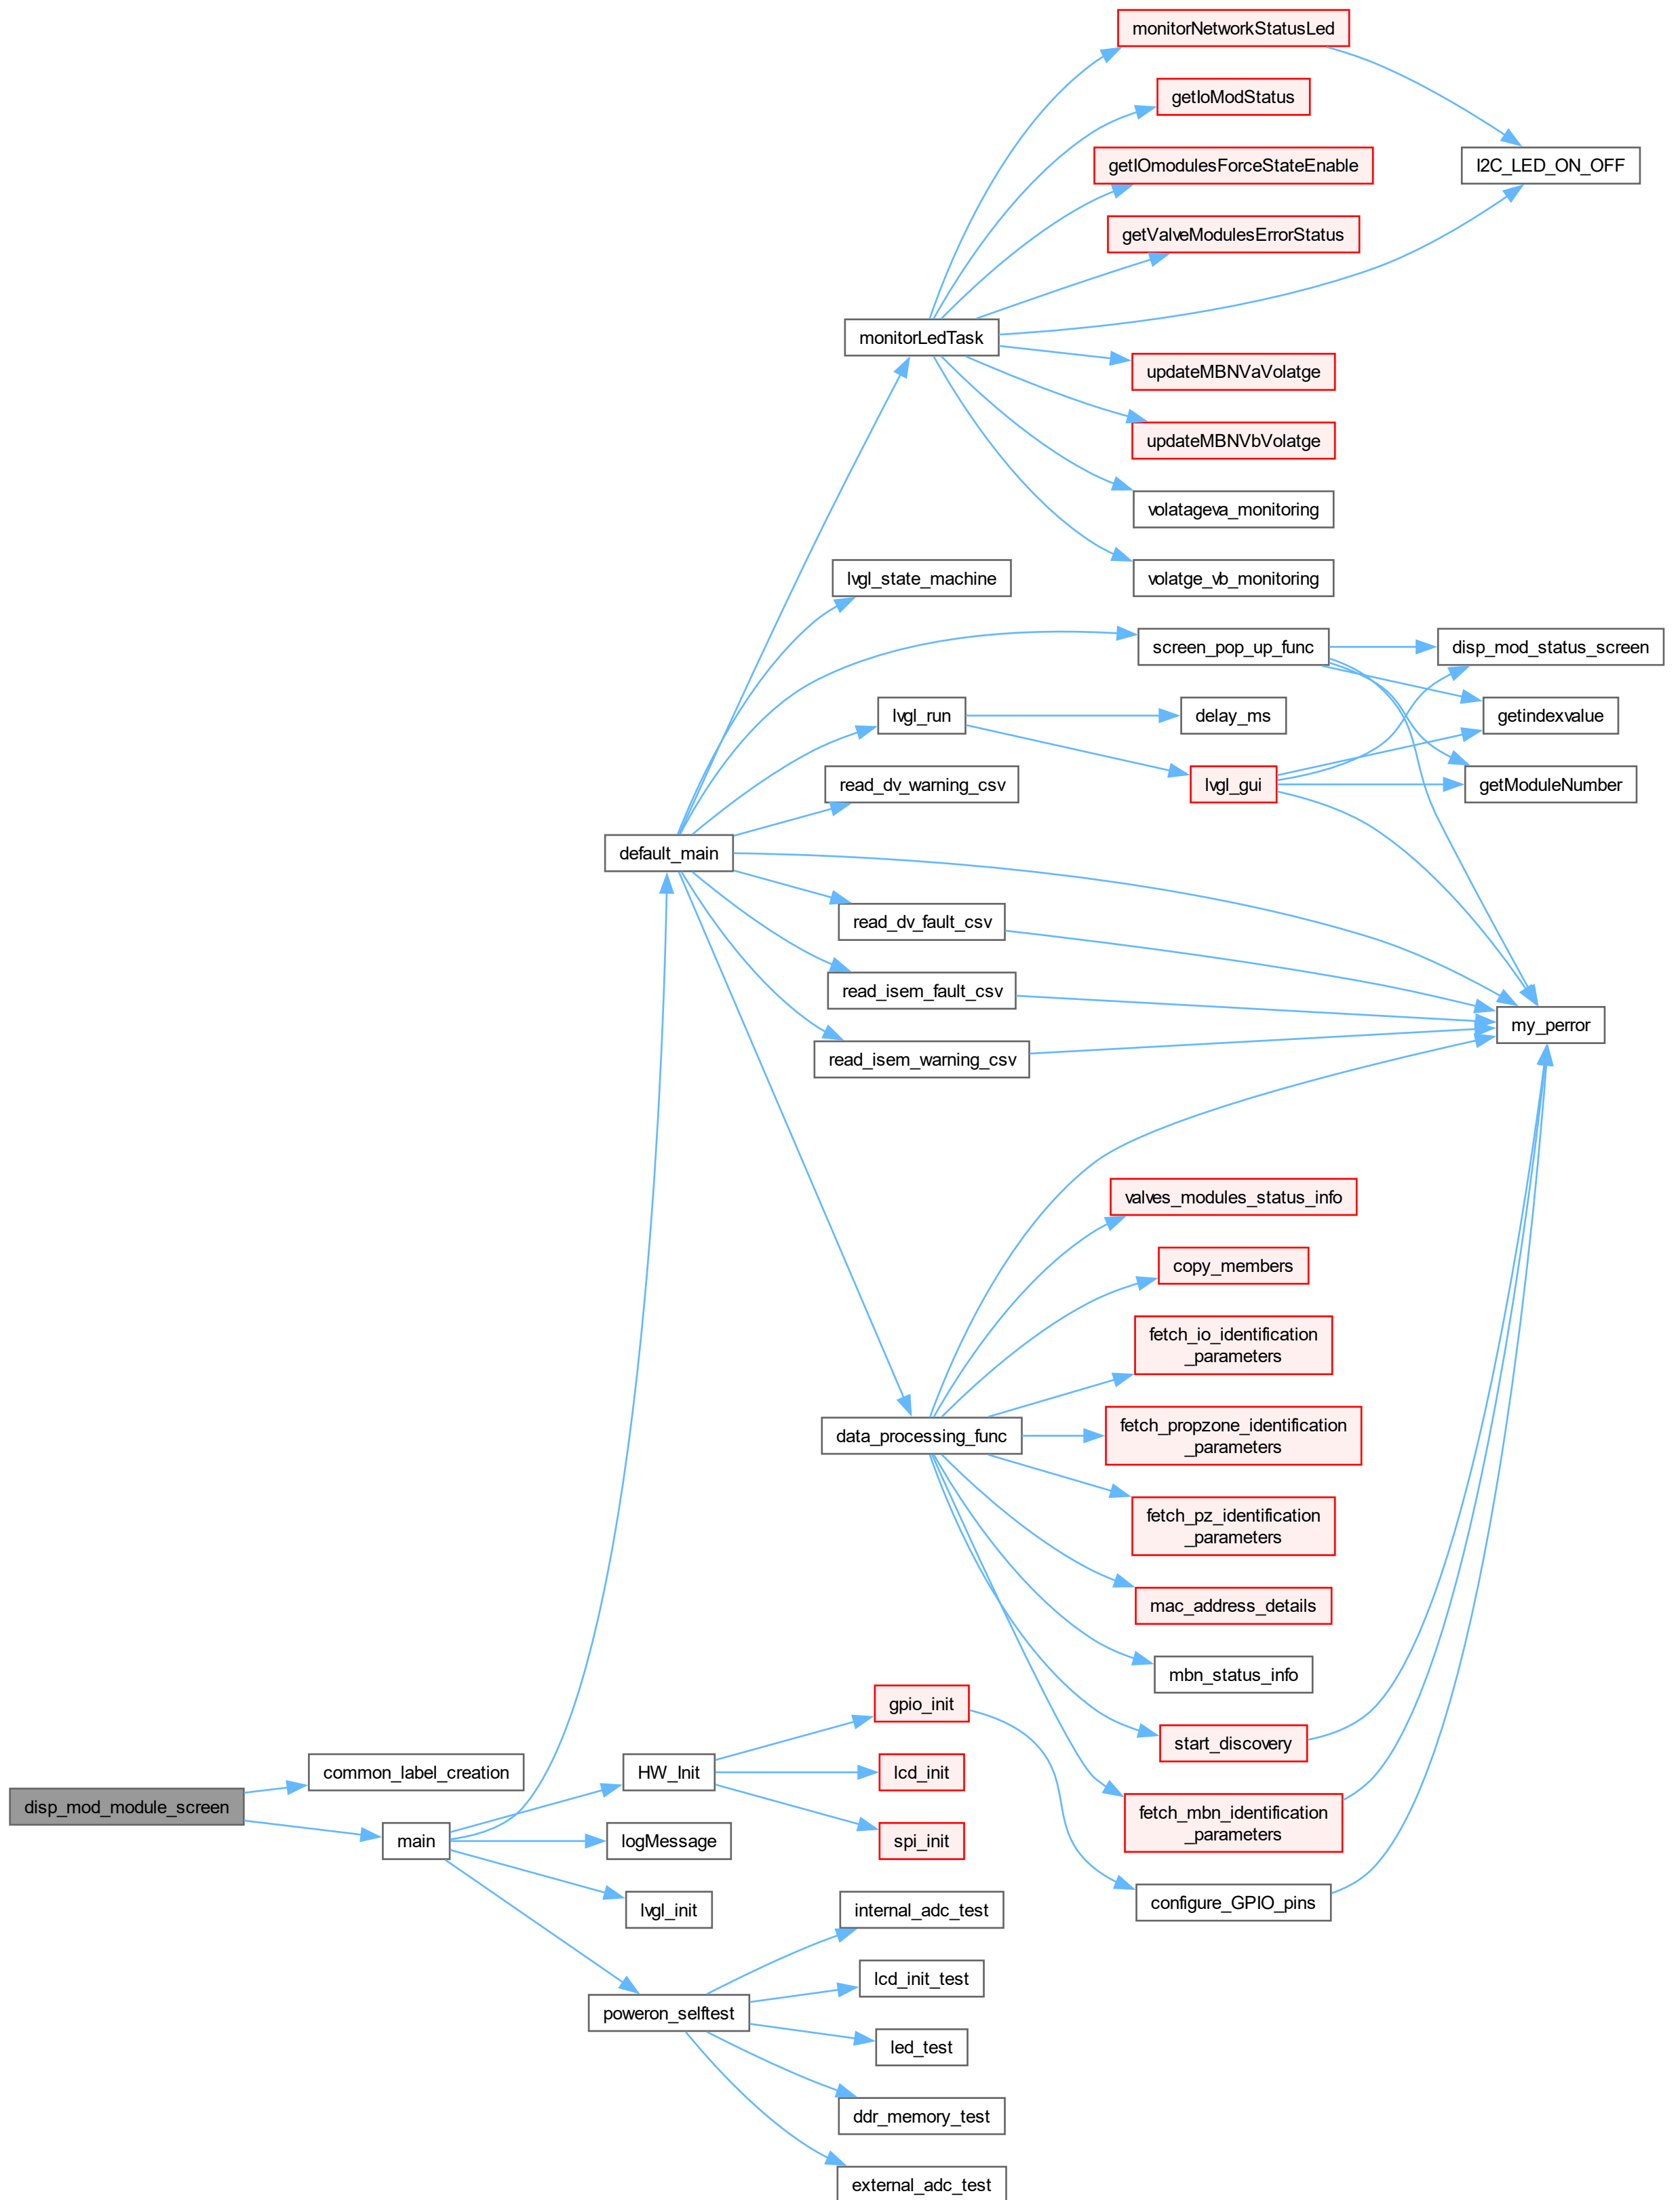 monitorNetworkStatusLed
getIoModStatus
getIOmodulesForceStateEnable
I2C_LED_ON_OFF
getValveModulesErrorStatus
monitorLedTask
updateMBNVaVolatge
updateMBNVbVolatge
volatageva_monitoring
lvgl_state_machine
volatge_vb_monitoring
screen_pop_up_func
disp_mod_status_screen
lvgl_run
delay_ms
getindexvalue
read_dv_warning_csv
lvgl_gui
getModuleNumber
default_main
read_dv_fault_csv
read_isem_fault_csv
my_perror
read_isem_warning_csv
valves_modules_status_info
copy_members
fetch_io_identification
_parameters
data_processing_func
fetch_propzone_identification
_parameters
fetch_pz_identification
_parameters
mac_address_details
mbn_status_info
gpio_init
start_discovery
common_label_creation
HW_Init
lcd_init
disp_mod_module_screen
fetch_mbn_identification
_parameters
main
logMessage
spi_init
configure_GPIO_pins
lvgl_init
internal_adc_test
lcd_init_test
poweron_selftest
led_test
ddr_memory_test
external_adc_test